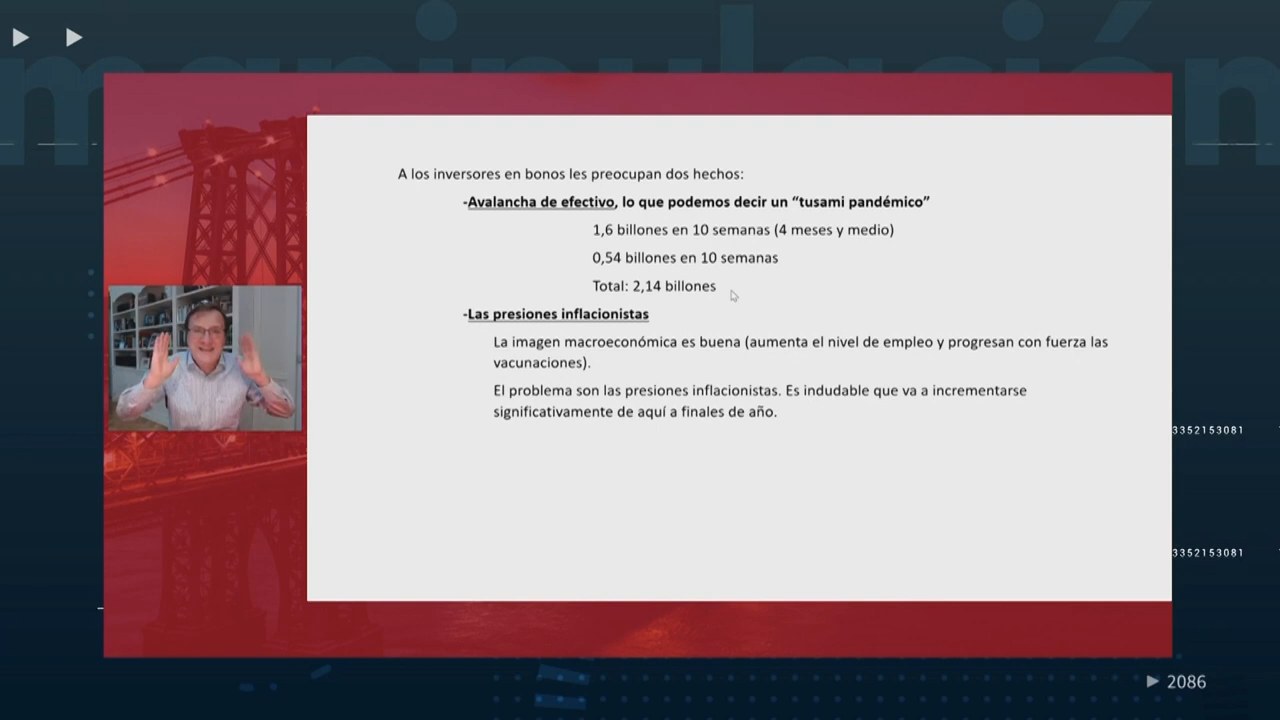 manipulación
A los inversores en bonos les preocupan dos hechos:
-Avalancha de efectivo, lo que podemos decir un “tusami pandémico”
1,6 billones en 10 semanas (4 meses y medio)
0,54 billones en 10 semanas
Total: 2,14 billones
-Las presiones inflacionistas
La imagen macroeconómica es buena (aumenta el nivel de empleo y progresan con fuerza las
vacunaciones).
El problema son las presiones inflacionistas. Es indudable que va a incrementarse
significativamente de aquí a finales de año.
3352153081
3352153081
2086